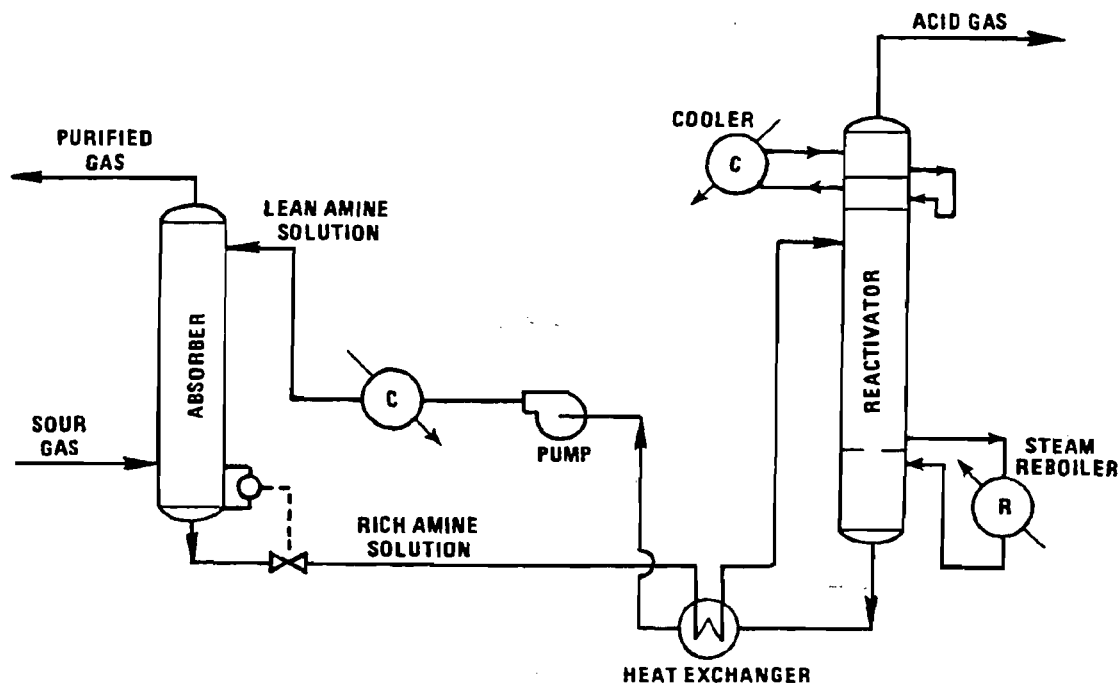 ACID GAS
COOLER
C
PURIFIED
GAS
LEAN AMINE
SOLUTION
ABSORBER
REACTIVATOR
C
SOUR
GAS
PUMP
STEAM
REBOILER
R
RICH AMINE
SOLUTION
HEAT EXCHANGER